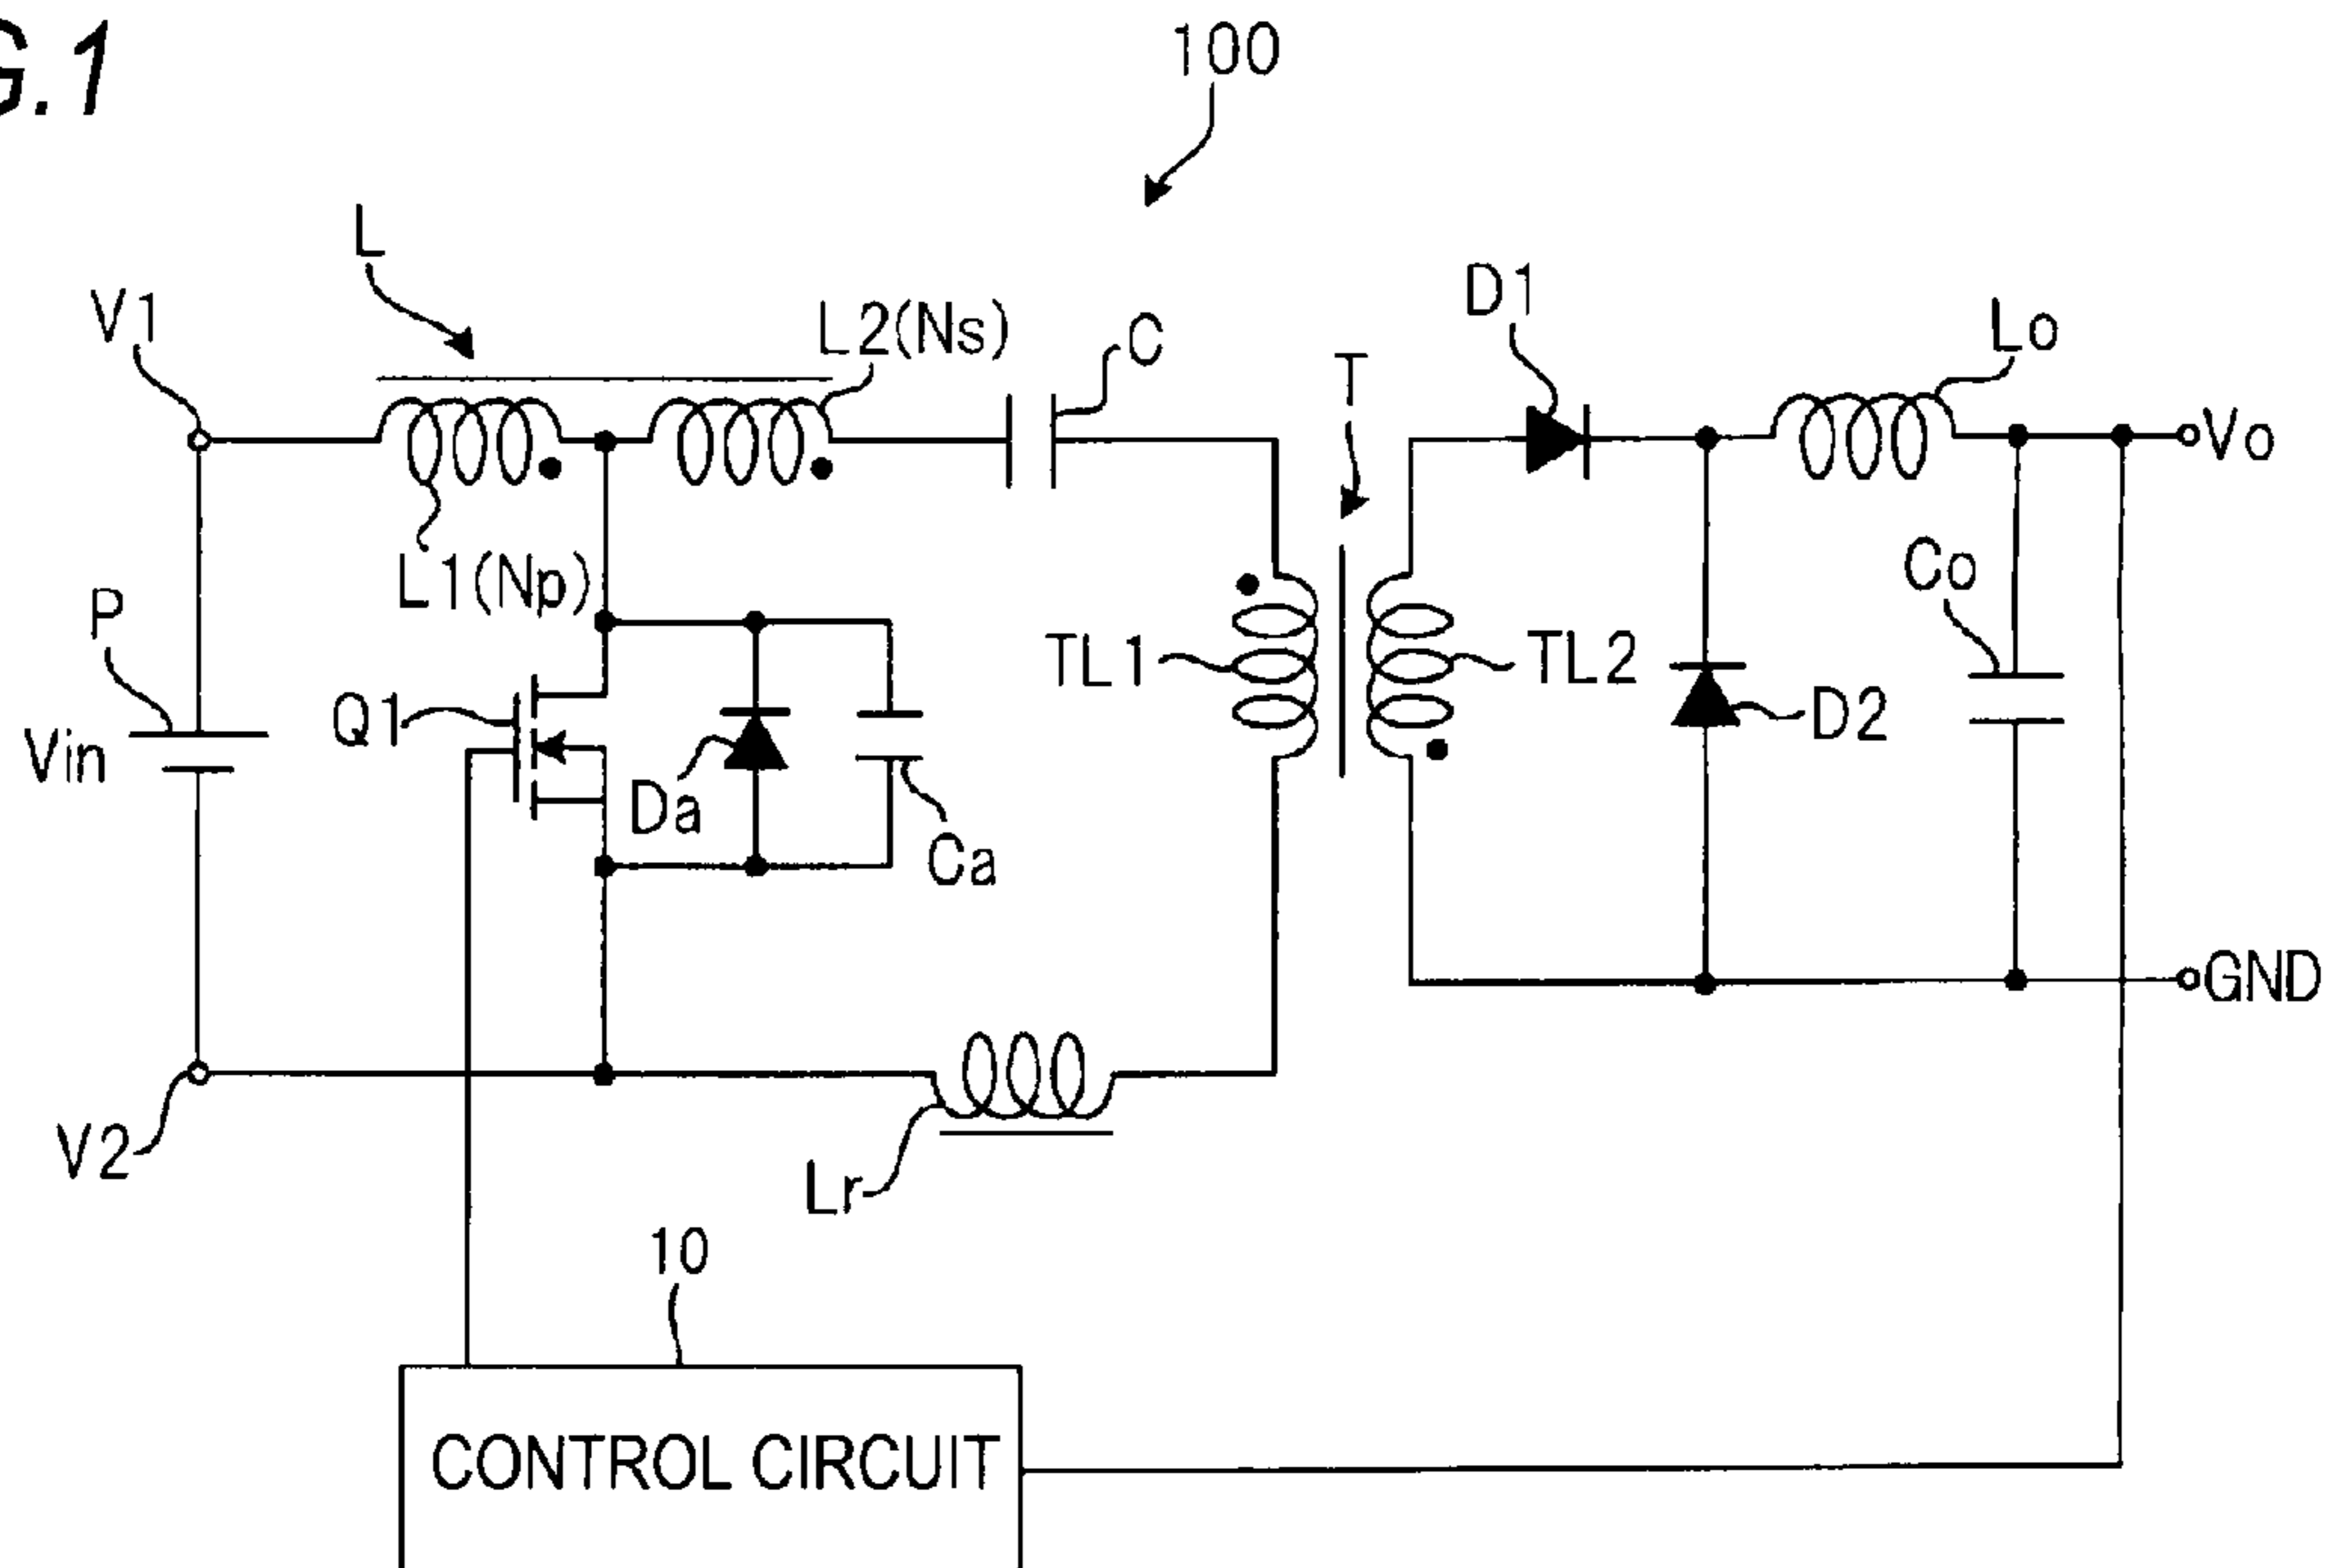 G.1
100
L
V1
L2(Ns)
C
D1
Lo
T
Vo
L1(Np)
Co
P
TL1
TL2
Q1
D2
Vin
Da
Ca
GND
V2
Lr
10
CONTROL CIRCUIT